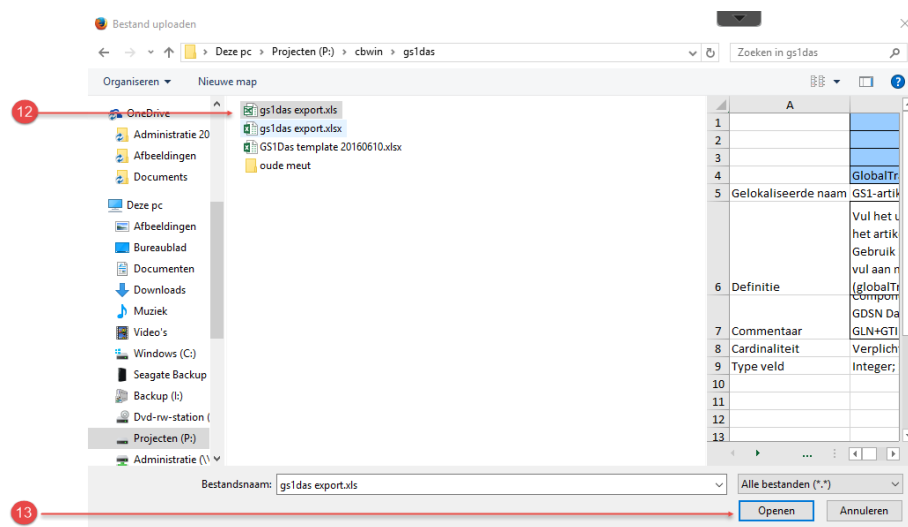 Bestand uploaden
Deze pc > Projecten (P:) > cbwin > gs1das
Zoeken in gs1das
Organiseren
Nieuwe map
12
OneDrive
Administratie 20
Afbeeldingen
Documents
Deze pc
Afbeeldingen
Bureaublad
Documenten
Downloads
Muziek
Video's
Windows (C:)
Seagate Backup
Backup (I:)
Dvd-rw-station (
Projecten (P:)
Administratie (\\
gs1das export.xls
gs1das export.xlsx
GS1Das template 20160610.xlsx
oude meut
A
1
2
3
4 GlobalTr
5 Gelokaliseerde naam GS1-artik
Vul het u
het artik
Gebruik
vul aan n
6 Definitie (globalTr
Compon
GDSN Da
7 Commentaar GLN+GTI
8 Cardinaliteit Verplich
9 Type veld Integer;
10
11
12
13
...
Bestandsnaam: gs1das export.xls
Alle bestanden (*.*)
13
Openen
Annuleren